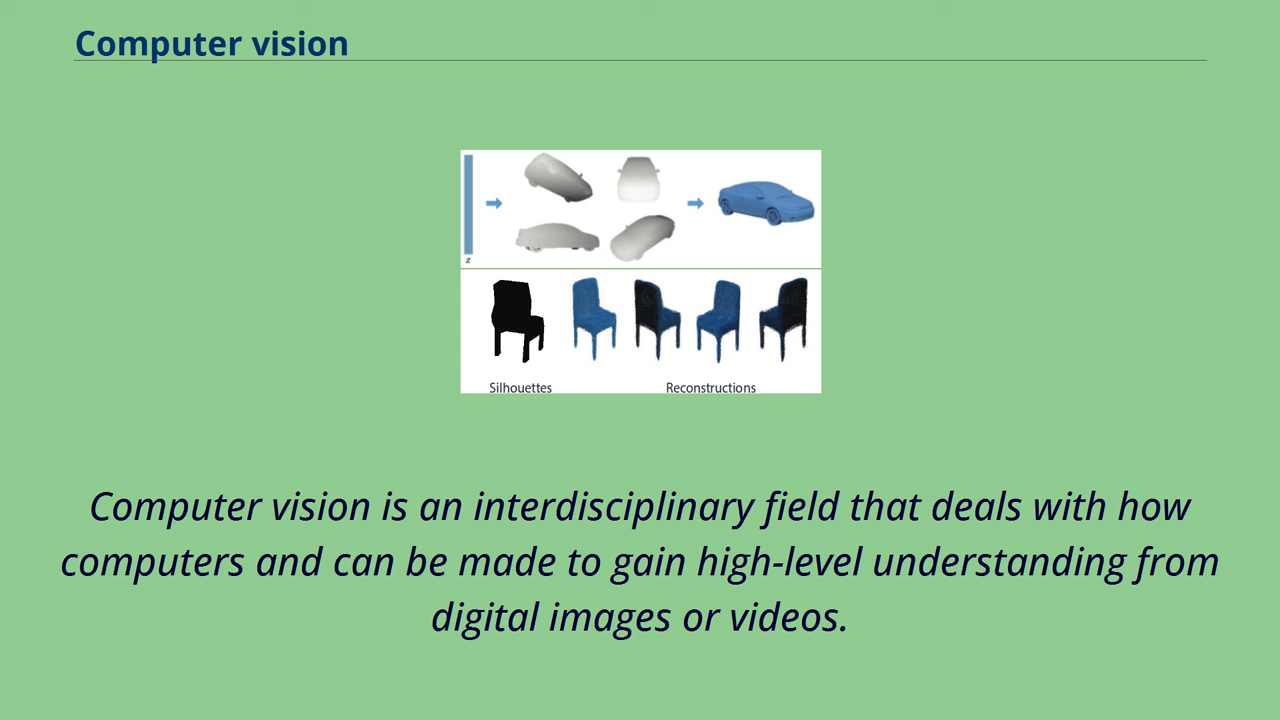 Computer vision
z
Silhouettes
Reconstructions
Computer vision is an interdisciplinary field that deals with how
computers and can be made to gain high-level understanding from
digital images or videos.